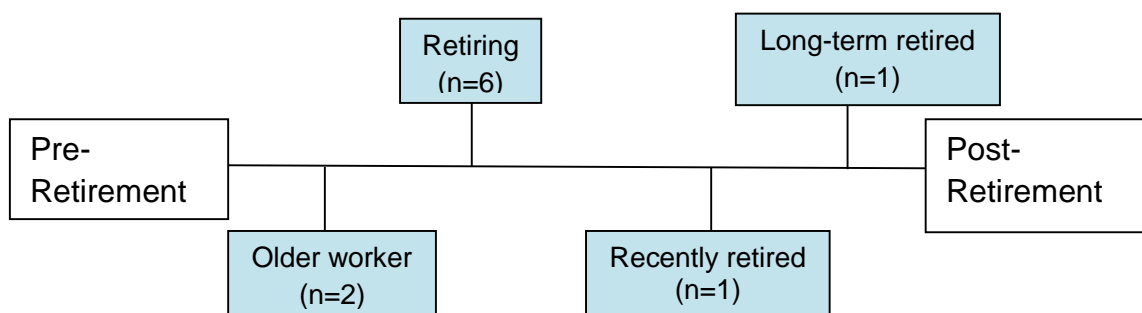 Retiring
(n=6)
Long-term retired
(n=1)
Pre-
Retirement
Post-
Retirement
Older worker
(n=2)
Recently retired
(n=1)